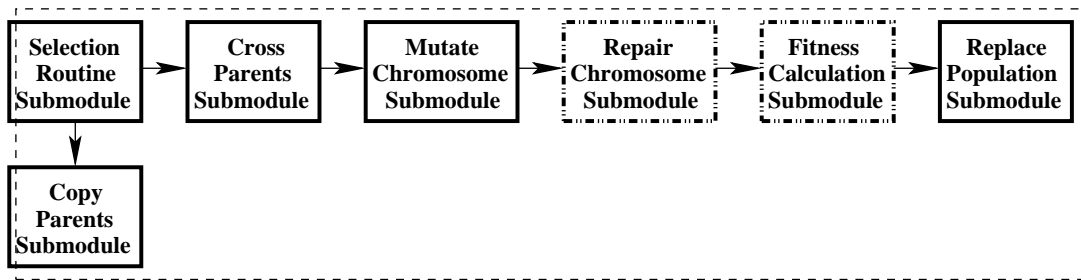 Selection
Routine
Submodule
Cross
Parents
Submodule
Mutate
Chromosome
Submodule
Repair
Chromosome
Submodule
Fitness
Calculation
Submodule
Replace
Population
Submodule
Copy
Parents
Submodule